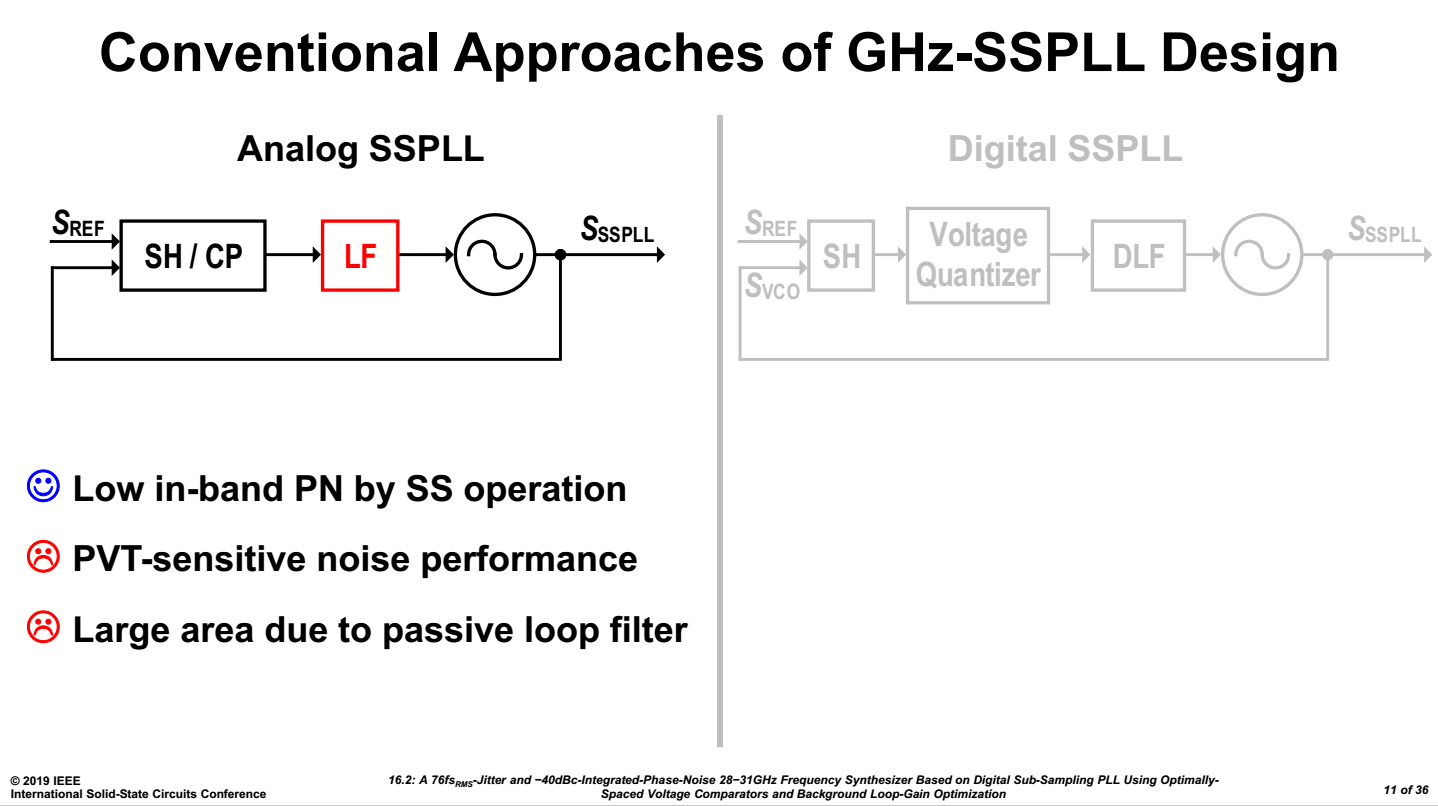 Conventional Approaches of GHz-SSPLL Design
Analog SSPLL
SREF
SH / CP
LF
SSSPLL
☺ Low in-band PN by SS operation
☹ PVT-sensitive noise performance
☹ Large area due to passive loop filter
Digital SSPLL
SREF
SVCO
SH
Voltage
Quantizer
DLF
SSSPLL
© 2019 IEEE
International Solid-State Circuits Conference
16.2: A 76fsRMS-Jitter and −40dBc-Integrated-Phase-Noise 28−31GHz Frequency Synthesizer Based on Digital Sub-Sampling PLL Using Optimally-
Spaced Voltage Comparators and Background Loop-Gain Optimization
11 of 36